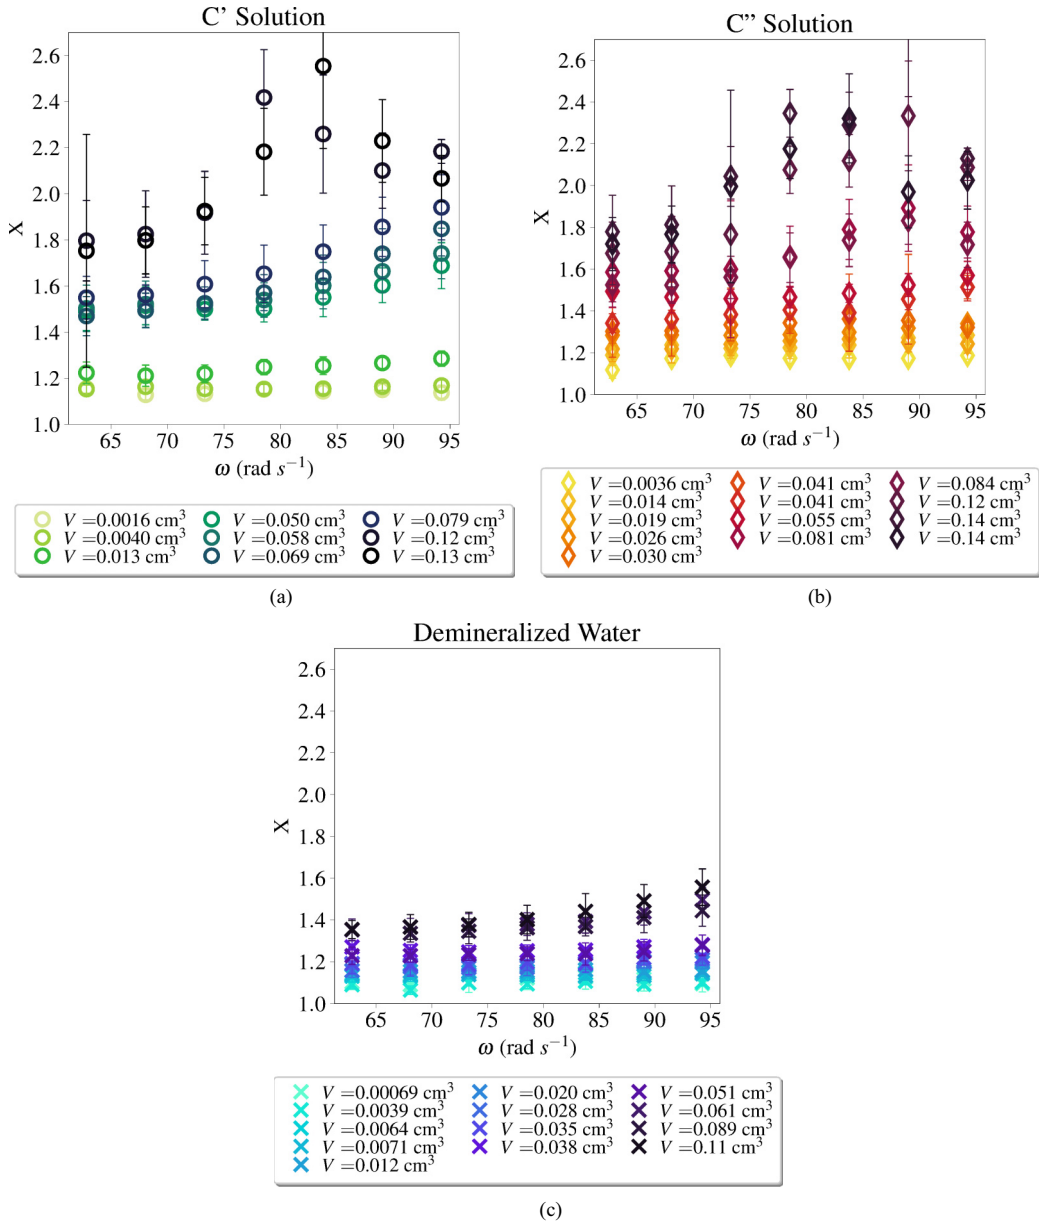 C’ Solution
2.6
2.4
2.2
2.0
1.8
1.6
1.4
1.2
1.0
X
65 70 75 80 85 90 95
ω (rad s⁻¹)
V =0.0016 cm³ V =0.050 cm³ V =0.079 cm³
V =0.0040 cm³ V =0.058 cm³ V =0.12 cm³
V =0.013 cm³ V =0.069 cm³ V =0.13 cm³
(a)
C” Solution
2.6
2.4
2.2
2.0
1.8
1.6
1.4
1.2
1.0
X
65 70 75 80 85 90 95
ω (rad s⁻¹)
V =0.0036 cm³ V =0.041 cm³ V =0.084 cm³
V =0.014 cm³ V =0.041 cm³ V =0.12 cm³
V =0.019 cm³ V =0.055 cm³ V =0.14 cm³
V =0.026 cm³ V =0.081 cm³ V =0.14 cm³
V =0.030 cm³
(b)
Demineralized Water
2.6
2.4
2.2
2.0
1.8
1.6
1.4
1.2
1.0
X
65 70 75 80 85 90 95
ω (rad s⁻¹)
V =0.00069 cm³ V =0.020 cm³ V =0.051 cm³
V =0.0039 cm³ V =0.028 cm³ V =0.061 cm³
V =0.0064 cm³ V =0.035 cm³ V =0.089 cm³
V =0.0071 cm³ V =0.038 cm³ V =0.11 cm³
V =0.012 cm³
(c)